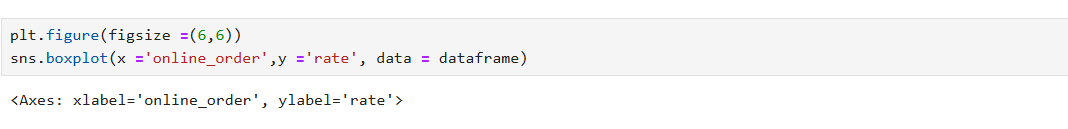 plt.figure(figsize =(6,6))
sns.boxplot(x ='online_order',y ='rate', data = dataframe)
<Axes: xlabel='online_order', ylabel='rate'>